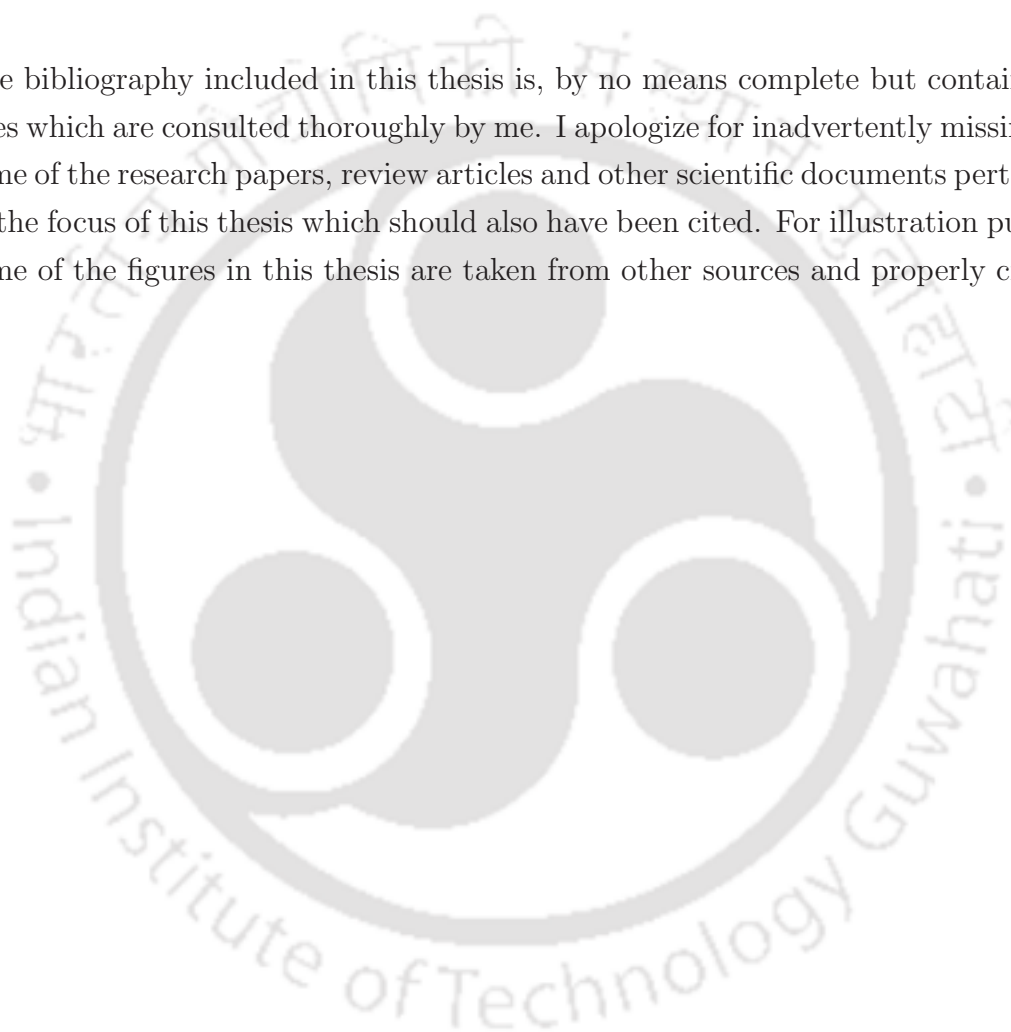 e bibliography included in this thesis is, by no means complete but contai
es which are consulted thoroughly by me. I apologize for inadvertently missi
me of the research papers, review articles and other scientific documents pert
the focus of this thesis which should also have been cited. For illustration pu
me of the figures in this thesis are taken from other sources and properly c
Indian Institute of Technology Guwahati